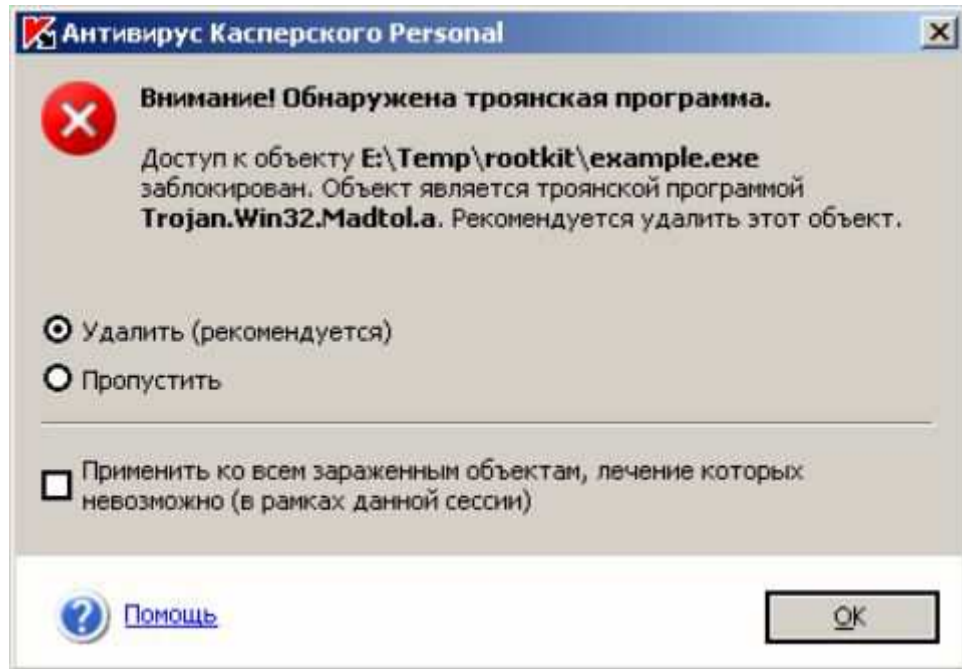 Антивирус Касперского Personal
Внимание! Обнаружена троянская программа.
Доступ к объекту E:\Temp\rootkit\example.exe
заблокирован. Объект является троянской программой
Trojan.Win32.Madtol.a. Рекомендуется удалить этот объект.
Удалить (рекомендуется)
Пропустить
Применить ко всем зараженным объектам, лечение которых
невозможно (в рамках данной сессии)
Помощь
OK